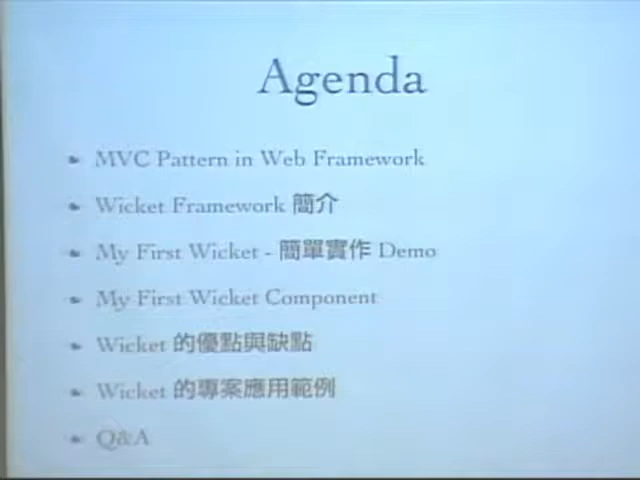 Agenda
MVC Pattern in Web Framework
Wicket Framework 簡介
My First Wicket - 簡單實作 Demo
My First Wicket Component
Wicket 的優點與缺點
Wicket 的專案應用範例
Q&A